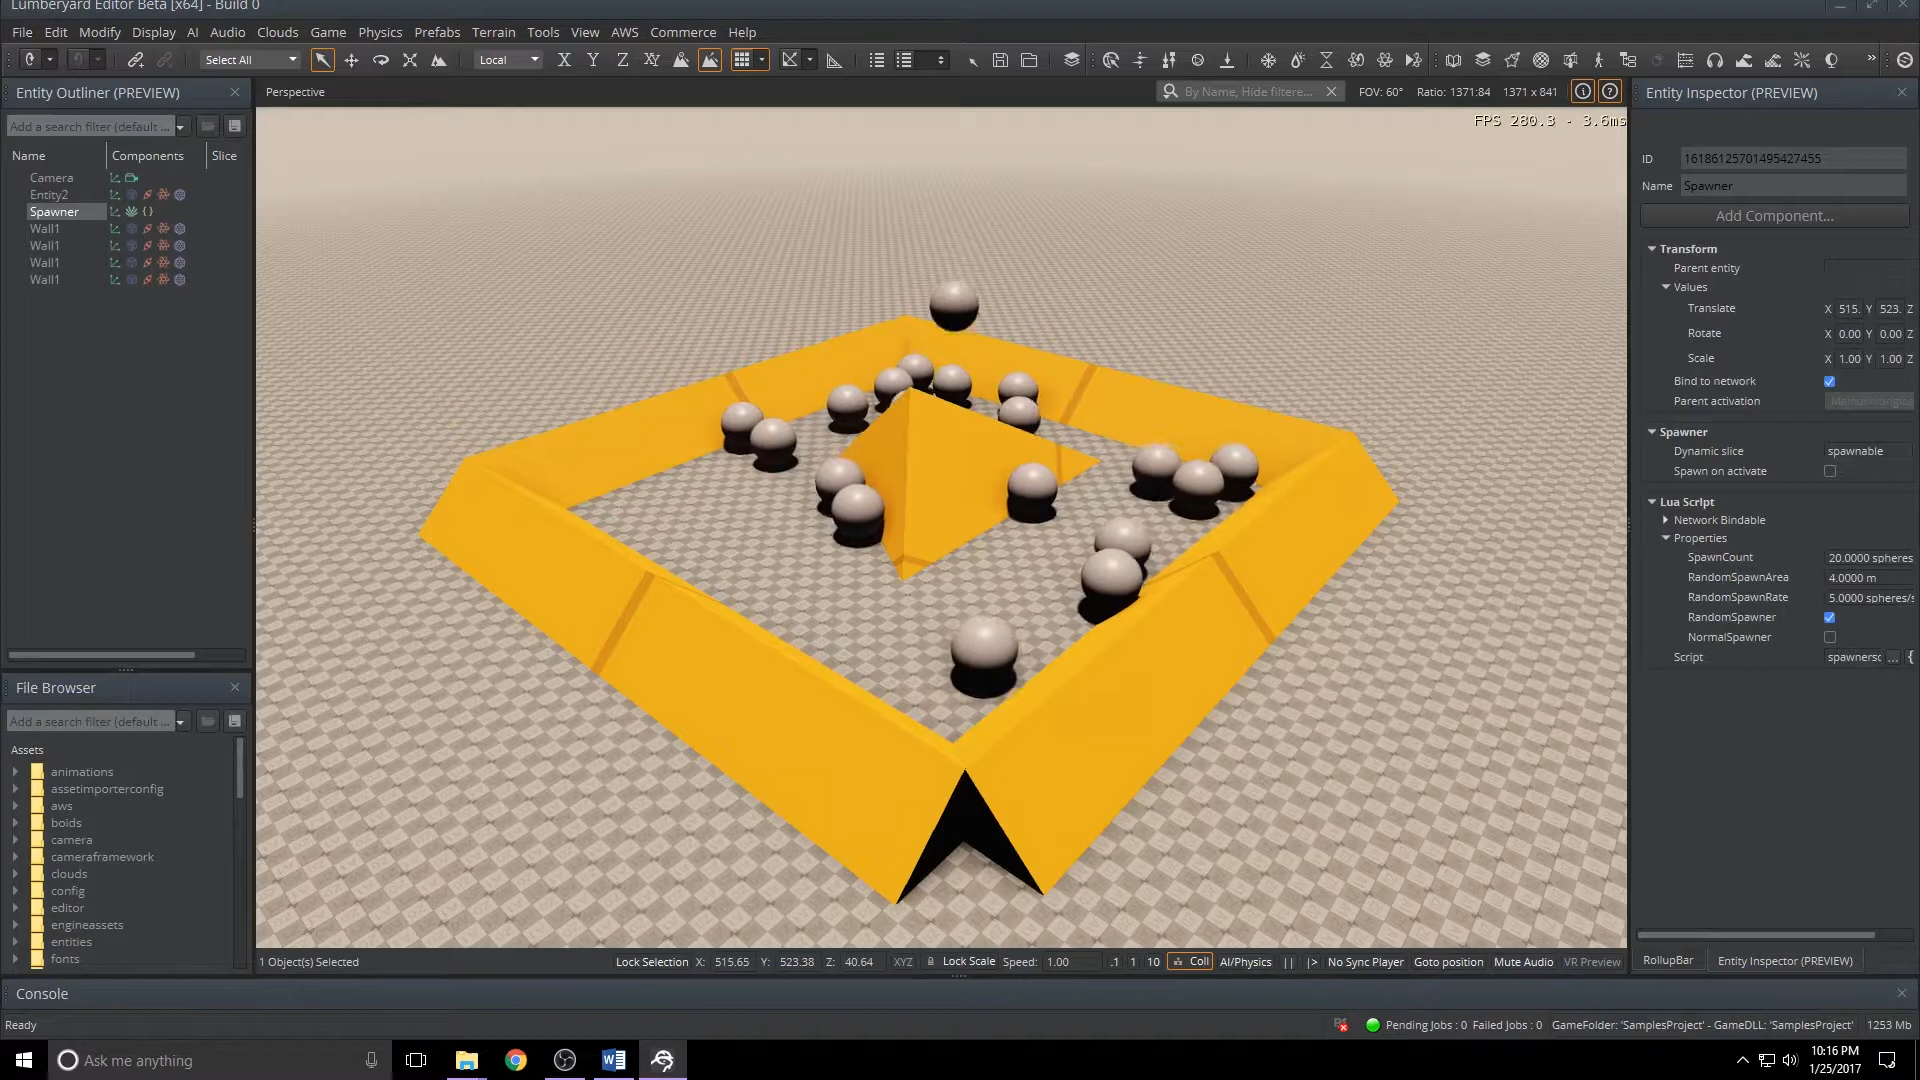 Lumberyard Editor Beta [x64] - Build 0
File Edit Modify Display AI Audio Clouds Game Physics Prefabs Terrain Tools View AWS Commerce Help
Select All
Local
X Y Z XY
Entity Outliner (PREVIEW)
Add a search filter (default ...
Name Components Slice
Camera
Entity2
Spawner
Wall1
Wall1
Wall1
Wall1
File Browser
Add a search filter (default ...
Assets
animations
assetimporterconfig
aws
boids
camera
cameraframework
clouds
config
editor
engineassets
entities
fonts
Perspective
By Name, Hide filtere...
FOV: 60° Ratio: 1371:84 1371 x 841
FPS 280.3 - 3.6ms
1 Object(s) Selected
Lock Selection X: 515.65 Y: 523.38 Z: 40.64 XYZ Lock Scale Speed: 1.00 .1 1 10 Coll AI/Physics || |> No Sync Player Goto position Mute Audio VR Preview
Entity Inspector (PREVIEW)
ID 16186125701495427455
Name Spawner
Add Component...
Transform
Parent entity
Values
Translate X 515. Y 523. Z
Rotate X 0.00 Y 0.00 Z
Scale X 1.00 Y 1.00 Z
Bind to network
Parent activation
Spawner
Dynamic slice spawnable
Spawn on activate
Lua Script
Network Bindable
Properties
SpawnCount 20.0000 spheres
RandomSpawnArea 4.0000 m
RandomSpawnRate 5.0000 spheres/s
RandomSpawner
NormalSpawner
Script spawnersc ... {
RollupBar Entity Inspector (PREVIEW)
Console
Ready
Pending Jobs : 0 Failed Jobs : 0 GameFolder: 'SamplesProject' - GameDLL: 'SamplesProject' 1253 Mb
Ask me anything
10:16 PM
1/25/2017